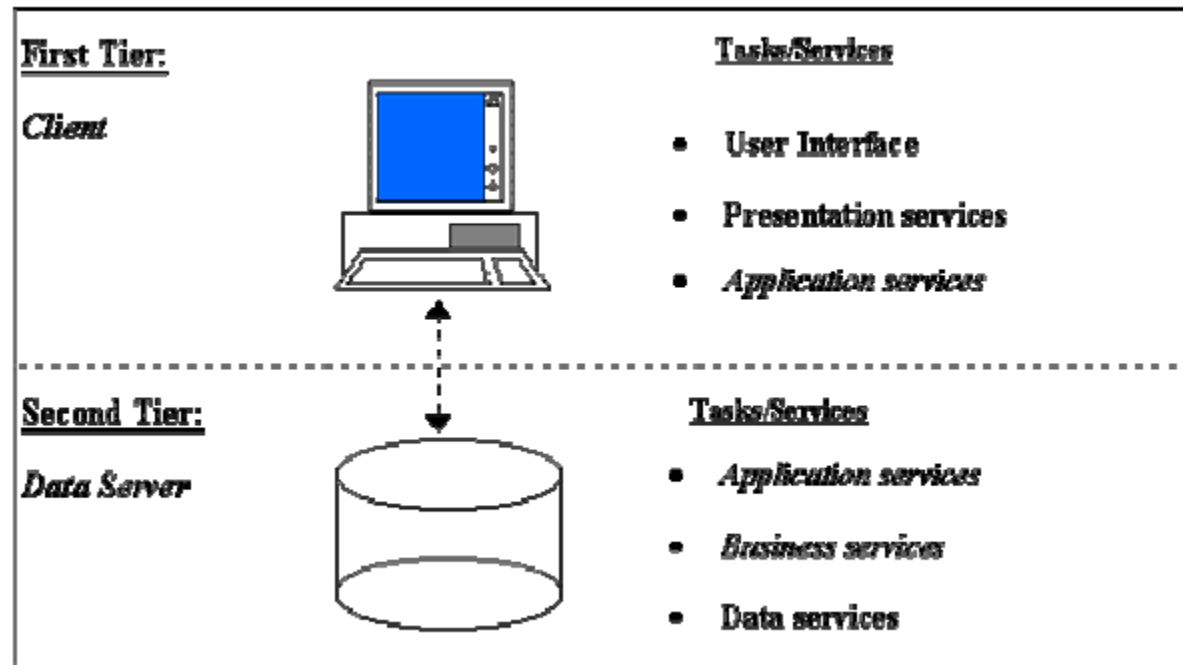 First Tier:
Client
Tasks/Services
• User Interface
• Presentation services
• Application services
Second Tier:
Data Server
Tasks/Services
• Application services
• Business services
• Data services